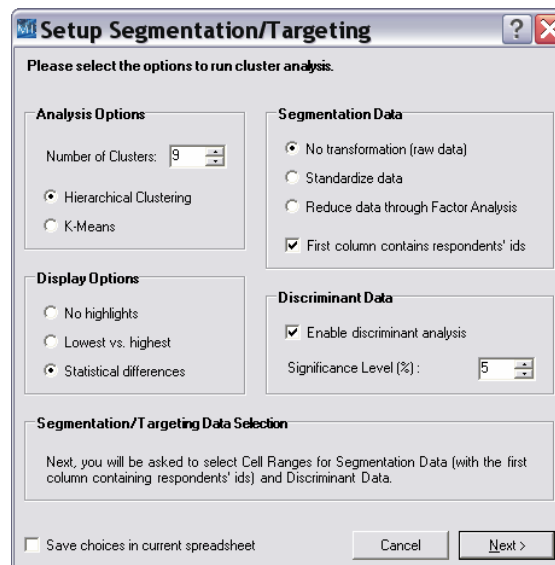 Setup Segmentation/Targeting
Please select the options to run cluster analysis.
Analysis Options
Number of Clusters: 9
Hierarchical Clustering
K-Means
Segmentation Data
No transformation (raw data)
Standardize data
Reduce data through Factor Analysis
First column contains respondents' ids
Display Options
No highlights
Lowest vs. highest
Statistical differences
Discriminant Data
Enable discriminant analysis
Significance Level (%) : 5
Segmentation/Targeting Data Selection
Next, you will be asked to select Cell Ranges for Segmentation Data (with the first
column containing respondents' ids) and Discriminant Data.
Save choices in current spreadsheet
Cancel
Next >